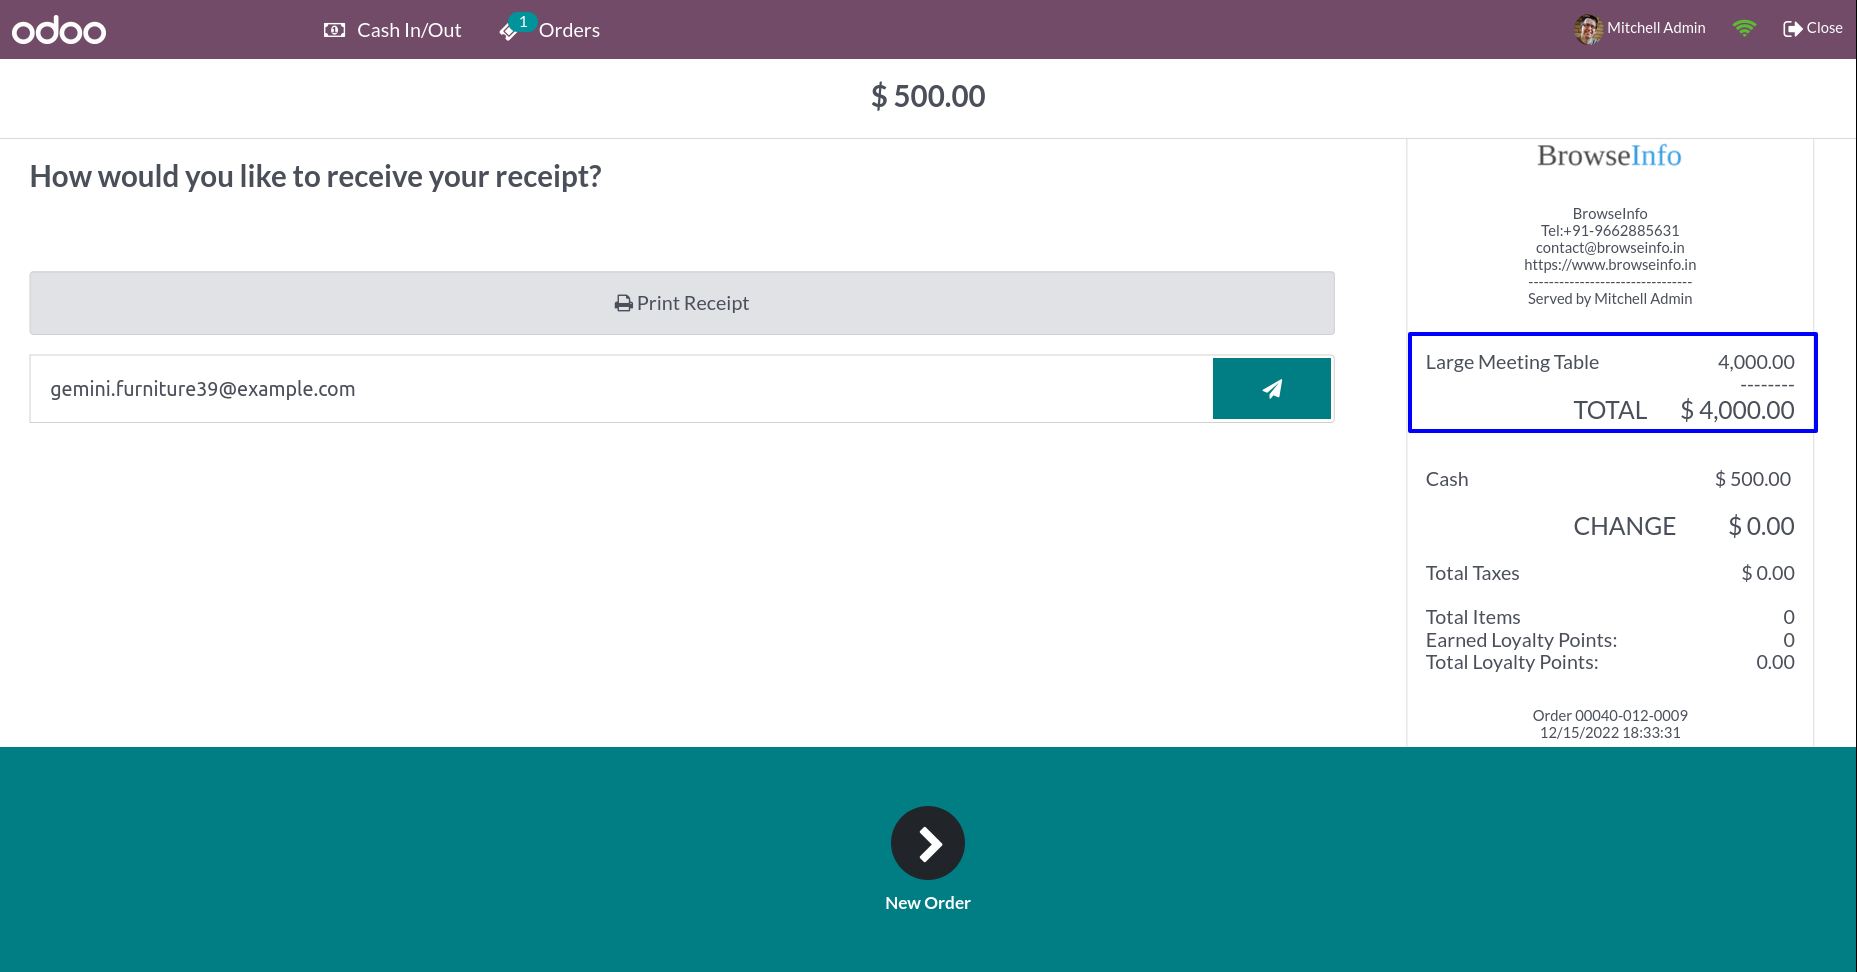 odoo
Cash In/Out
1
Orders
Mitchell Admin
Close
$ 500.00
How would you like to receive your receipt?
Print Receipt
gemini.furniture39@example.com
BrowseInfo
BrowseInfo
Tel:+91-9662885631
contact@browseinfo.in
https://www.browseinfo.in
--------------------------------
Served by Mitchell Admin
Large Meeting Table 4,000.00
--------
TOTAL $ 4,000.00
Cash $ 500.00
CHANGE $ 0.00
Total Taxes $ 0.00
Total Items 0
Earned Loyalty Points: 0
Total Loyalty Points: 0.00
Order 00040-012-0009
12/15/2022 18:33:31
New Order